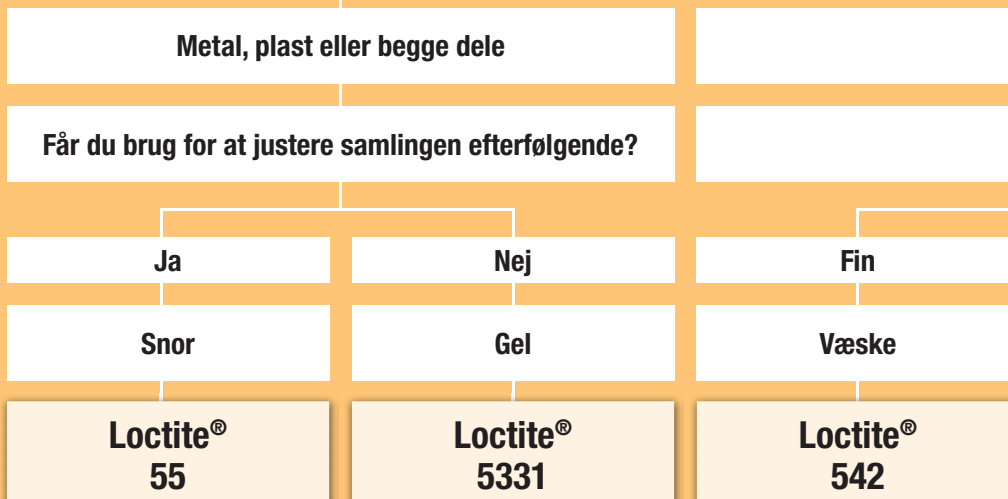 Metal, plast eller begge dele
Får du brug for at justere samlingen efterfølgende?
Ja
Nej
Fin
Snor
Gel
Væske
Loctite®
55
Loctite®
5331
Loctite®
542